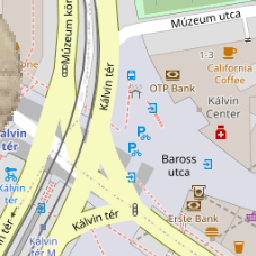 Múzeum utca
Múzeum kör
Kálvin tér
1-3
California
Coffee
OTP Bank
Kálvin
Center
Kálvin
tér
Baross
utca
Kálvin
tér
Kálvin tér
Erste Bank
Kálvin
tér M